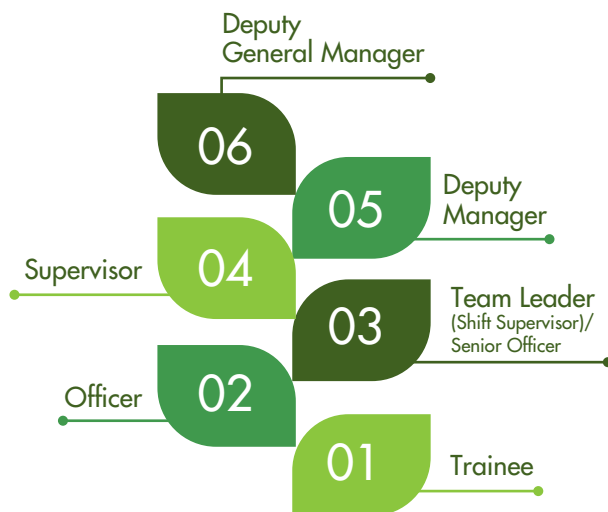 Deputy
General Manager
06
05
Deputy
Manager
Supervisor
04
03
Team Leader
(Shift Supervisor)/
Senior Officer
Officer
02
01
Trainee